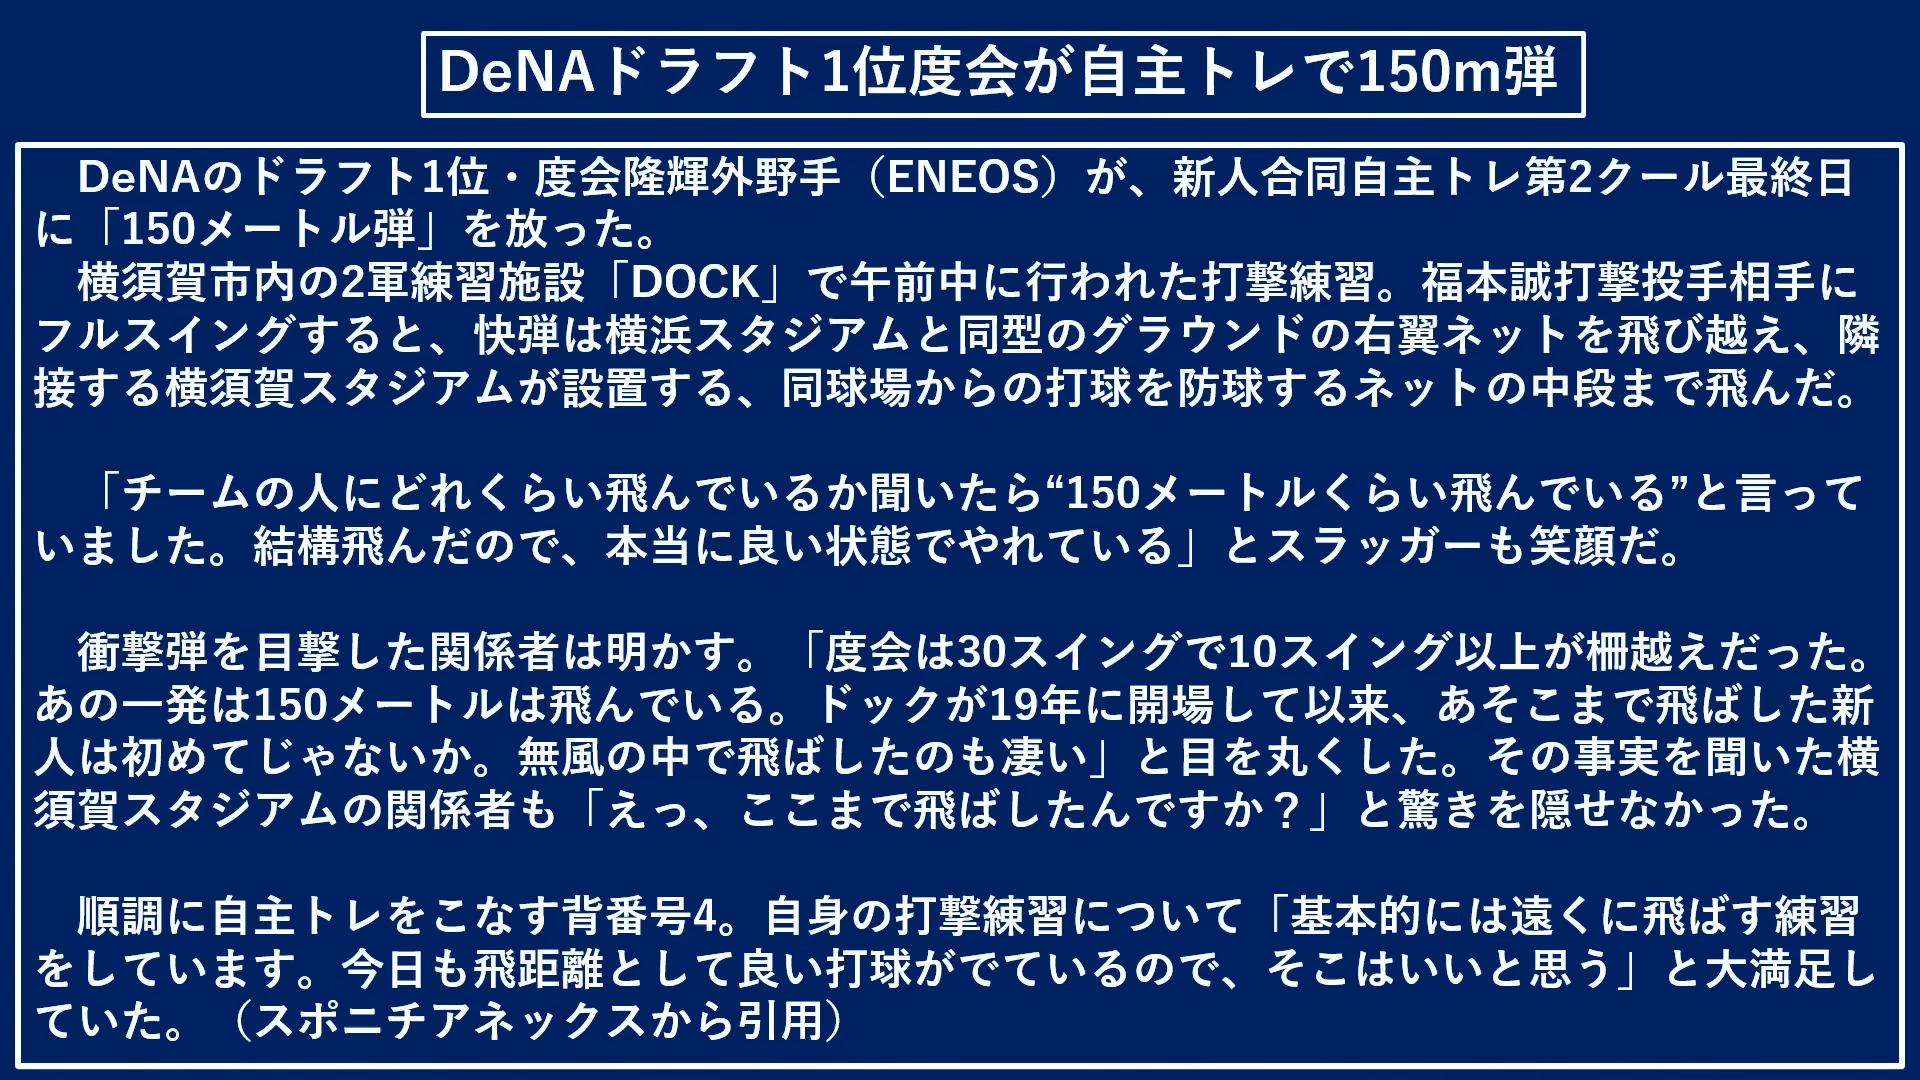 DeNAドラフト1位度会が自主トレで150m弾
　DeNAのドラフト1位・度会隆輝外野手（ENEOS）が、新人合同自主トレ第2クール最終日
に「150メートル弾」を放った。
　横須賀市内の2軍練習施設「DOCK」で午前中に行われた打撃練習。福本誠打撃投手相手に
フルスイングすると、快弾は横浜スタジアムと同型のグラウンドの右翼ネットを飛び越え、隣
接する横須賀スタジアムが設置する、同球場からの打球を防球するネットの中段まで飛んだ。
　「チームの人にどれくらい飛んでいるか聞いたら“150メートルくらい飛んでいる”と言って
いました。結構飛んだので、本当に良い状態でやれている」とスラッガーも笑顔だ。
　衝撃弾を目撃した関係者は明かす。「度会は30スイングで10スイング以上が柵越えだった。
あの一発は150メートルは飛んでいる。ドックが19年に開場して以来、あそこまで飛ばした新
人は初めてじゃないか。無風の中で飛ばしたのも凄い」と目を丸くした。その事実を聞いた横
須賀スタジアムの関係者も「えっ、ここまで飛ばしたんですか？」と驚きを隠せなかった。
　順調に自主トレをこなす背番号4。自身の打撃練習について「基本的には遠くに飛ばす練習
をしています。今日も飛距離として良い打球がでているので、そこはいいと思う」と大満足し
ていた。（スポニチアネックスから引用）